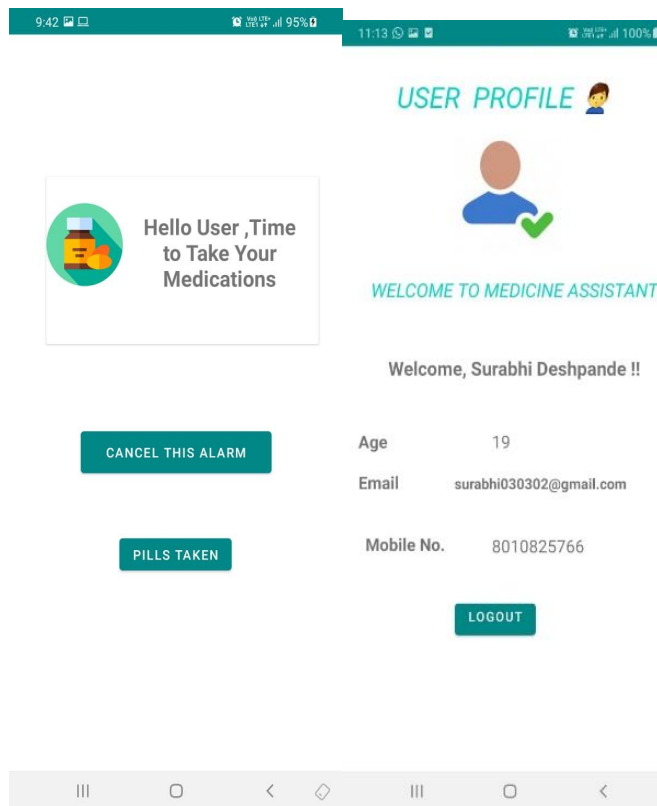 9:42
95%
Hello User ,Time
to Take Your
Medications
CANCEL THIS ALARM
PILLS TAKEN
11:13
100%
USER PROFILE
WELCOME TO MEDICINE ASSISTANT
Welcome, Surabhi Deshpande !!
Age 19
Email surabhi030302@gmail.com
Mobile No. 8010825766
LOGOUT